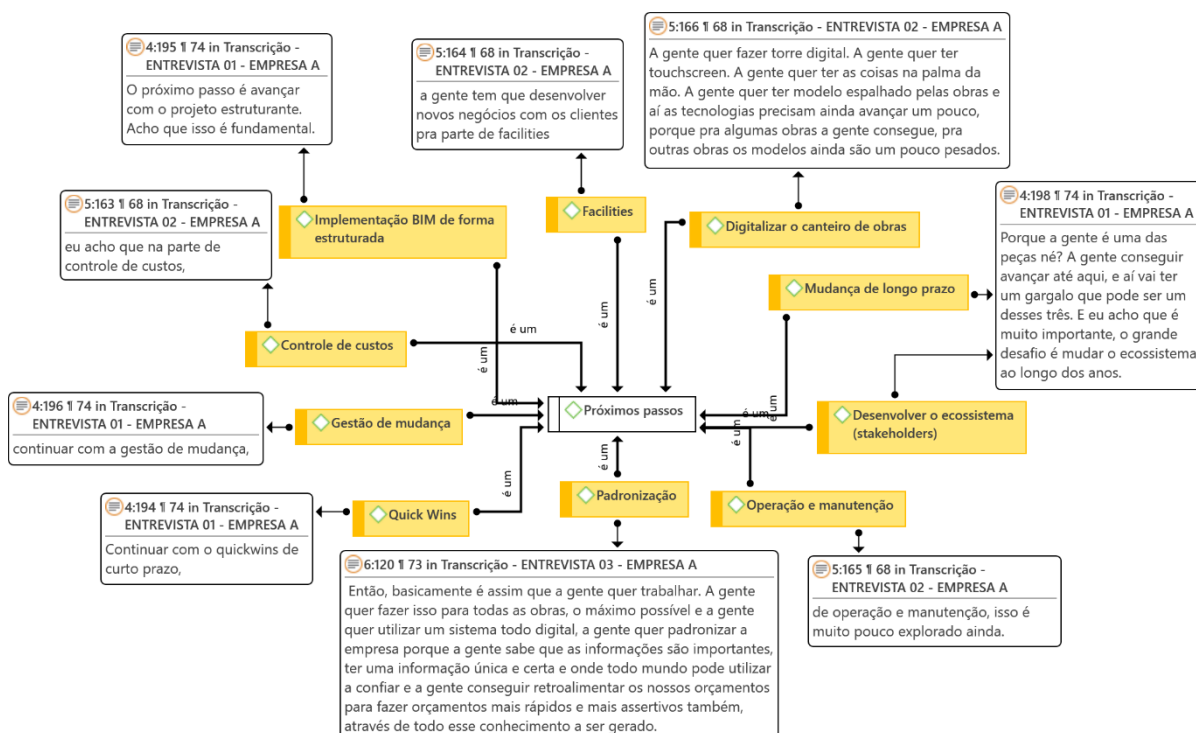 4:195 ¶ 74 in Transcrição -
ENTREVISTA 01 - EMPRESA A
O próximo passo é avançar
com o projeto estruturante.
Acho que isso é fundamental.
5:164 ¶ 68 in Transcrição -
ENTREVISTA 02 - EMPRESA A
a gente tem que desenvolver
novos negócios com os clientes
pra parte de facilities
5:166 ¶ 68 in Transcrição - ENTREVISTA 02 - EMPRESA A
A gente quer fazer torre digital. A gente quer ter
touchscreen. A gente quer ter as coisas na palma da
mão. A gente quer ter modelo espalhado pelas obras e
aí as tecnologias precisam ainda avançar um pouco,
porque pra algumas obras a gente consegue, pra
outras obras os modelos ainda são um pouco pesados.
5:163 ¶ 68 in Transcrição -
ENTREVISTA 02 - EMPRESA A
eu acho que na parte de
controle de custos,
Implementação BIM de forma
estruturada
Facilities
Digitalizar o canteiro de obras
4:198 ¶ 74 in Transcrição -
ENTREVISTA 01 - EMPRESA A
Porque a gente é uma das
peças né? A gente conseguir
avançar até aqui, e aí vai ter
um gargalo que pode ser um
desses três. E eu acho que é
muito importante, o grande
desafio é mudar o ecossistema
ao longo dos anos.
Mudança de longo prazo
é um
é um
é um
Controle de custos
é um
4:196 ¶ 74 in Transcrição -
ENTREVISTA 01 - EMPRESA A
continuar com a gestão de mudança,
Gestão de mudança
é um
Próximos passos
é um
é um
Desenvolver o ecossistema
(stakeholders)
4:194 ¶ 74 in Transcrição -
ENTREVISTA 01 - EMPRESA A
Continuar com o quickwins de
curto prazo,
Quick Wins
é um
é um
Padronização
é um
Operação e manutenção
6:120 ¶ 73 in Transcrição - ENTREVISTA 03 - EMPRESA A
Então, basicamente é assim que a gente quer trabalhar. A gente
quer fazer isso para todas as obras, o máximo possível e a gente
quer utilizar um sistema todo digital, a gente quer padronizar a
empresa porque a gente sabe que as informações são importantes,
ter uma informação única e certa e onde todo mundo pode utilizar
a confiar e a gente conseguir retroalimentar os nossos orçamentos
para fazer orçamentos mais rápidos e mais assertivos também,
através de todo esse conhecimento a ser gerado.
5:165 ¶ 68 in Transcrição -
ENTREVISTA 02 - EMPRESA A
de operação e manutenção, isso é
muito pouco explorado ainda.